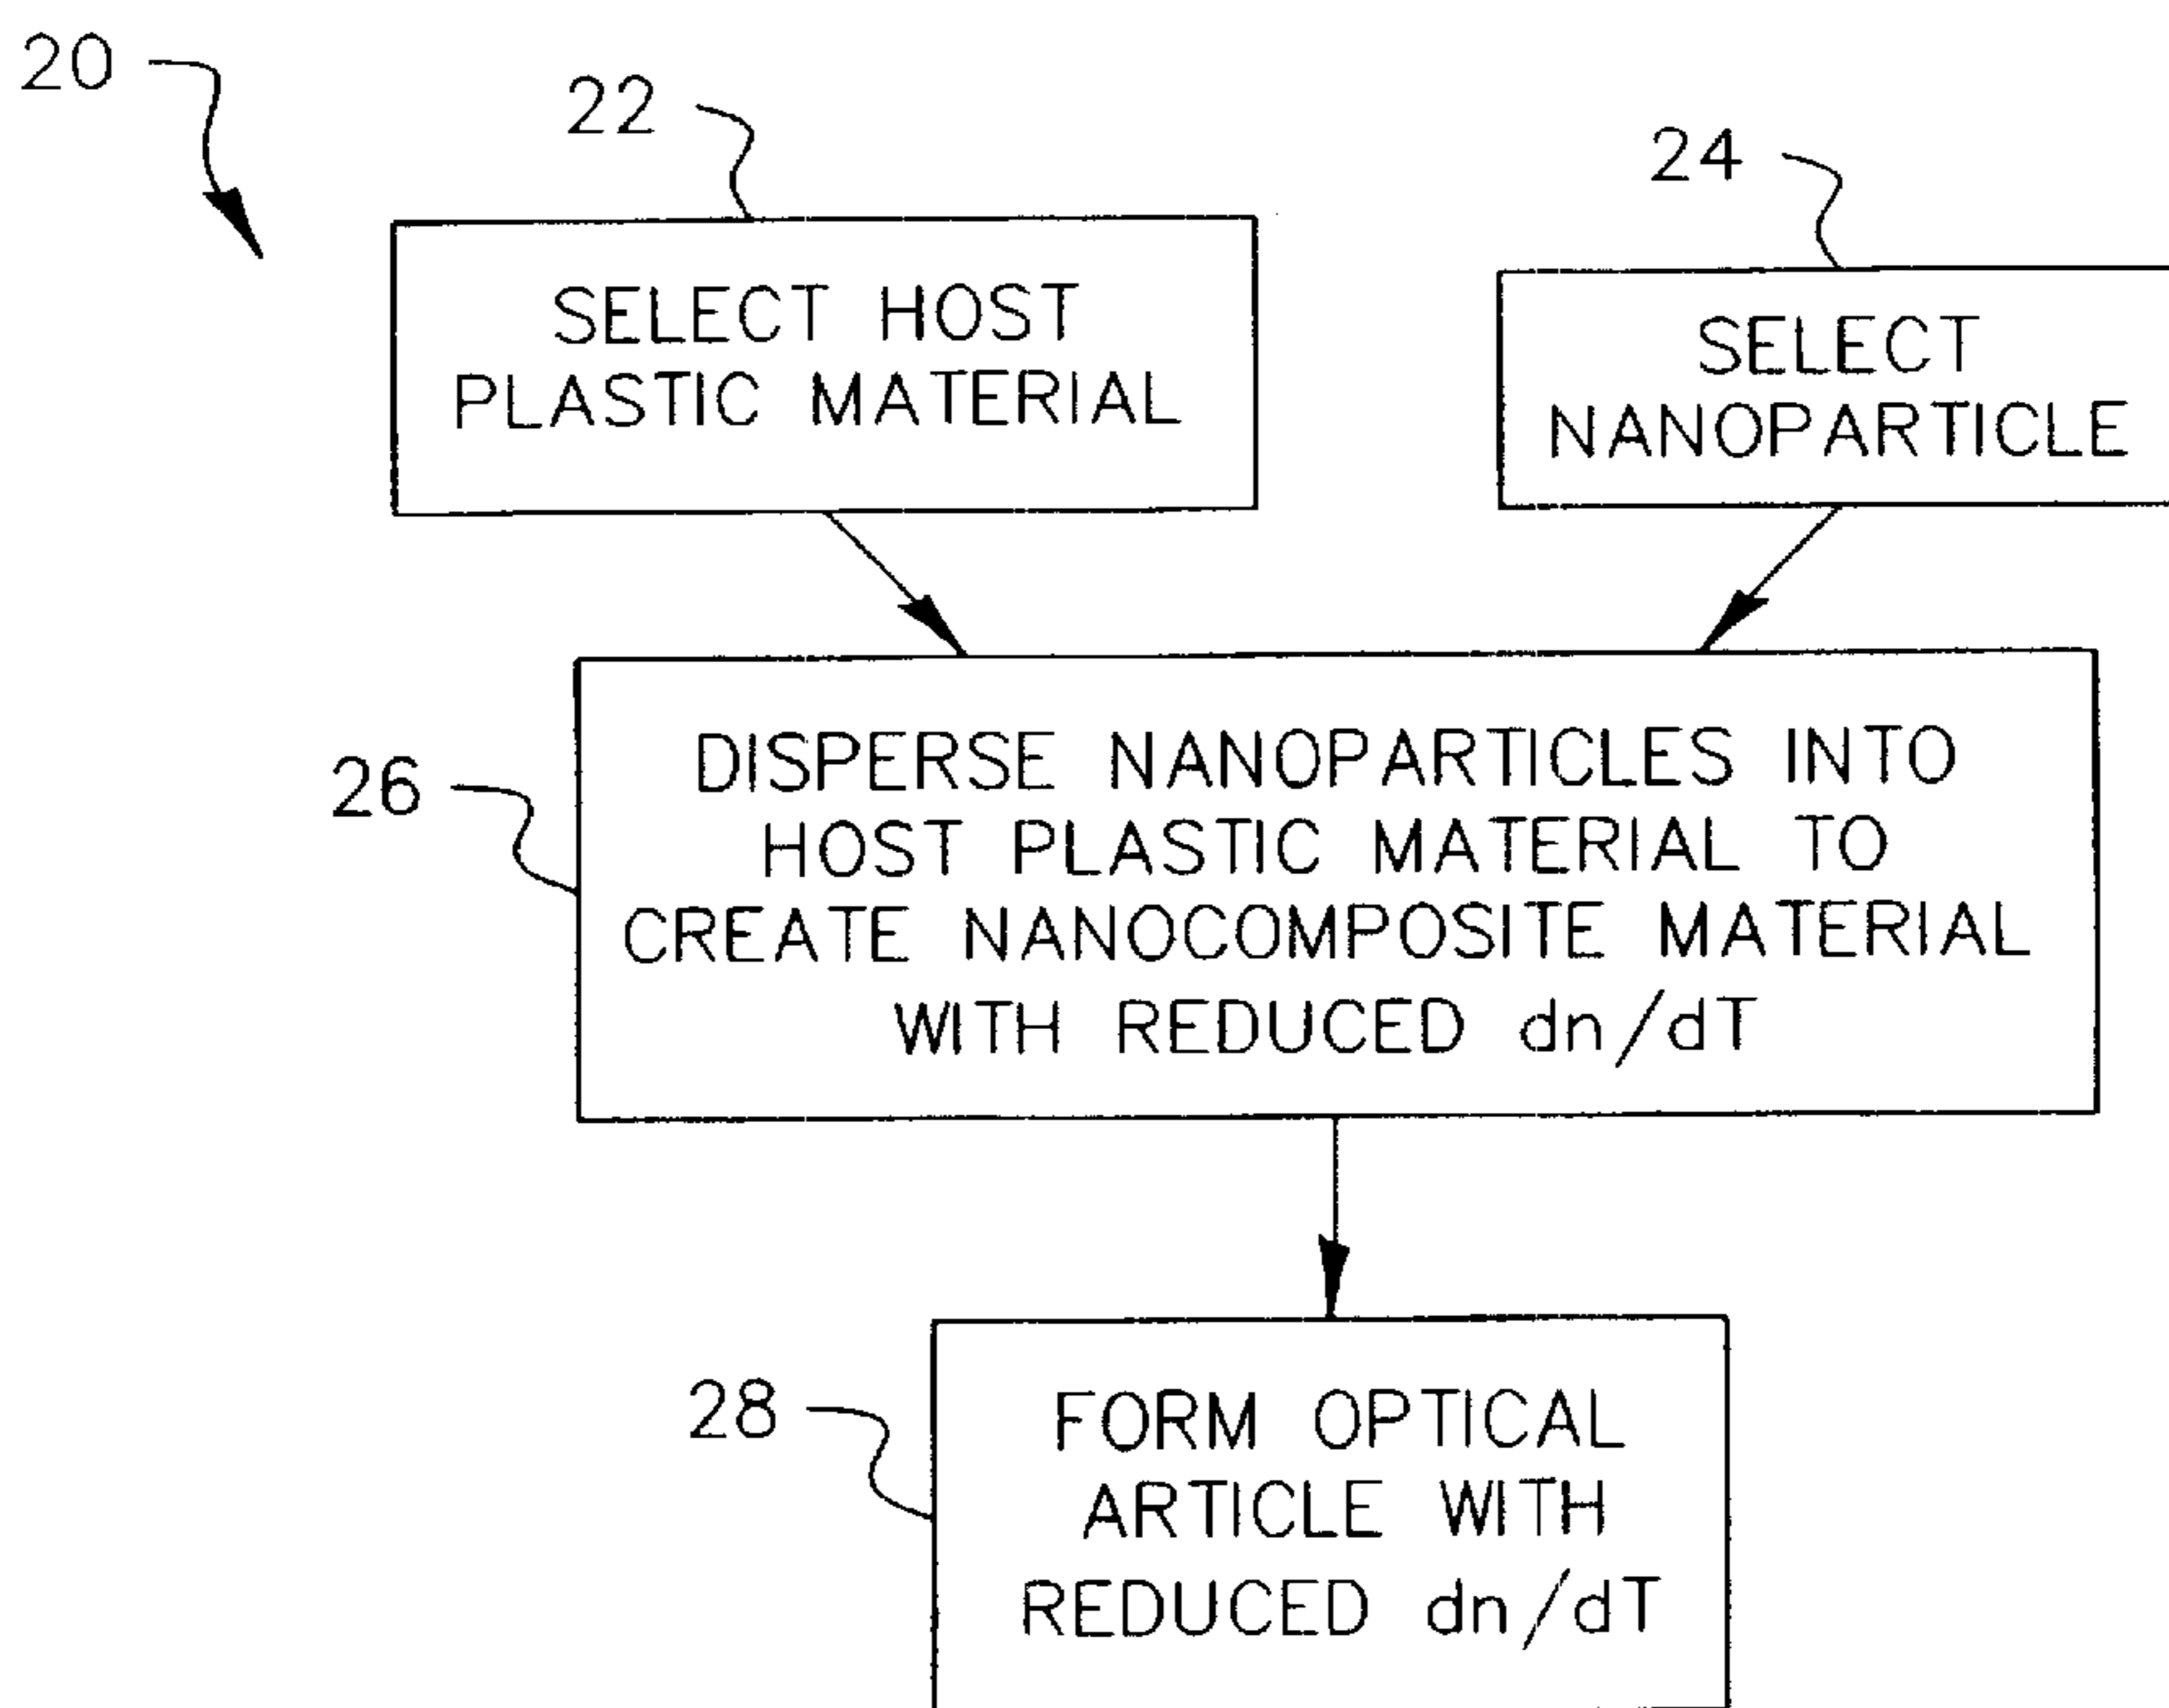 20
22
24
SELECT HOST
PLASTIC MATERIAL
SELECT
NANOPARTICLE
26
DISPERSE NANOPARTICLES INTO
HOST PLASTIC MATERIAL TO
CREATE NANOCOMPOSITE MATERIAL
WITH REDUCED dn/dT
28
FORM OPTICAL
ARTICLE WITH
REDUCED dn/dT